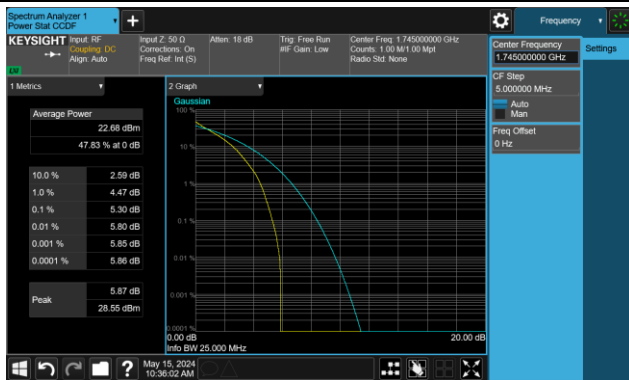 Spectrum Analyzer 1
Power Stat CCDF
Frequency
KEYSIGHT
Input: RF
Coupling: DC
Align: Auto
Input Z: 50 Ω
Corrections: On
Freq Ref: Int (S)
Atten: 18 dB
Trig: Free Run
#IF Gain: Low
Center Freq: 1.745000000 GHz
Counts: 1.00 M/1.00 Mpt
Radio Std: None
Center Frequency
1.745000000 GHz
Settings
CF Step
5.000000 MHz
Auto
Man
Freq Offset
0 Hz
1 Metrics
Average Power
22.68 dBm
47.83 % at 0 dB
10.0 % 2.59 dB
1.0 % 4.47 dB
0.1 % 5.30 dB
0.01 % 5.80 dB
0.001 % 5.85 dB
0.0001 % 5.86 dB
Peak
5.87 dB
28.55 dBm
2 Graph
Gaussian
100 %
10 %
1 %
0.1 %
0.01 %
0.001 %
0.0001 %
0.00 dB
20.00 dB
Info BW 25.000 MHz
May 15, 2024
10:36:02 AM